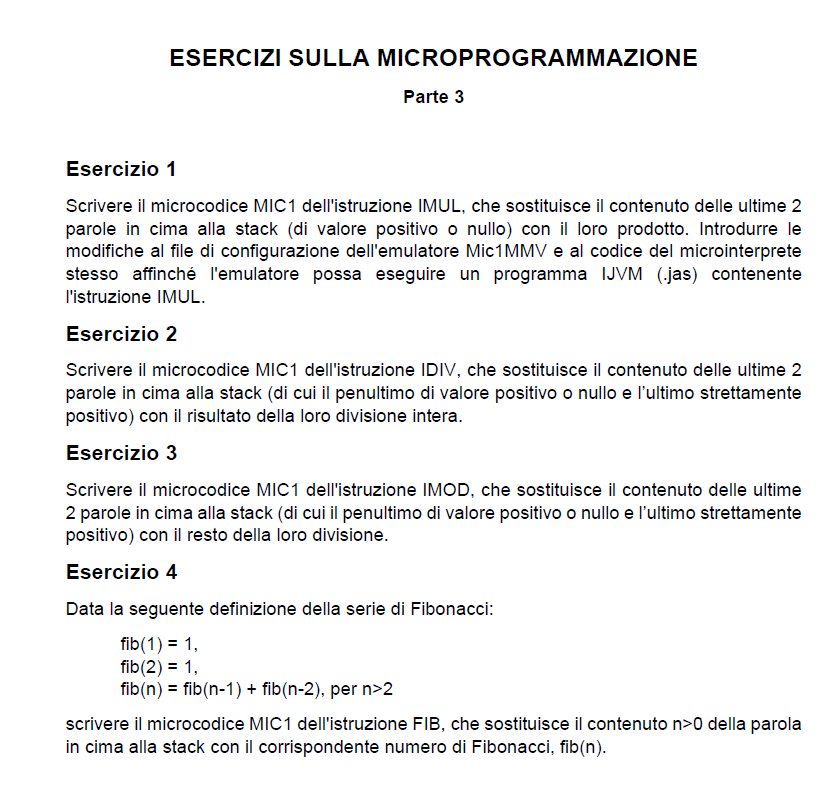 ESERCIZI SULLA MICROPROGRAMMAZIONE
Parte 3
Esercizio 1
Scrivere il microcodice MIC1 dell'istruzione IMUL, che sostituisce il contenuto delle ultime 2
parole in cima alla stack (di valore positivo o nullo) con il loro prodotto. Introdurre le
modifiche al file di configurazione dell'emulatore Mic1MMV e al codice del microinterprete
stesso affinché l'emulatore possa eseguire un programma IJVM (.jas) contenente
l'istruzione IMUL.
Esercizio 2
Scrivere il microcodice MIC1 dell'istruzione IDIV, che sostituisce il contenuto delle ultime 2
parole in cima alla stack (di cui il penultimo di valore positivo o nullo e l’ultimo strettamente
positivo) con il risultato della loro divisione intera.
Esercizio 3
Scrivere il microcodice MIC1 dell'istruzione IMOD, che sostituisce il contenuto delle ultime
2 parole in cima alla stack (di cui il penultimo di valore positivo o nullo e l’ultimo strettamente
positivo) con il resto della loro divisione.
Esercizio 4
Data la seguente definizione della serie di Fibonacci:
fib(1) = 1,
fib(2) = 1,
fib(n) = fib(n-1) + fib(n-2), per n>2
scrivere il microcodice MIC1 dell'istruzione FIB, che sostituisce il contenuto n>0 della parola
in cima alla stack con il corrispondente numero di Fibonacci, fib(n).